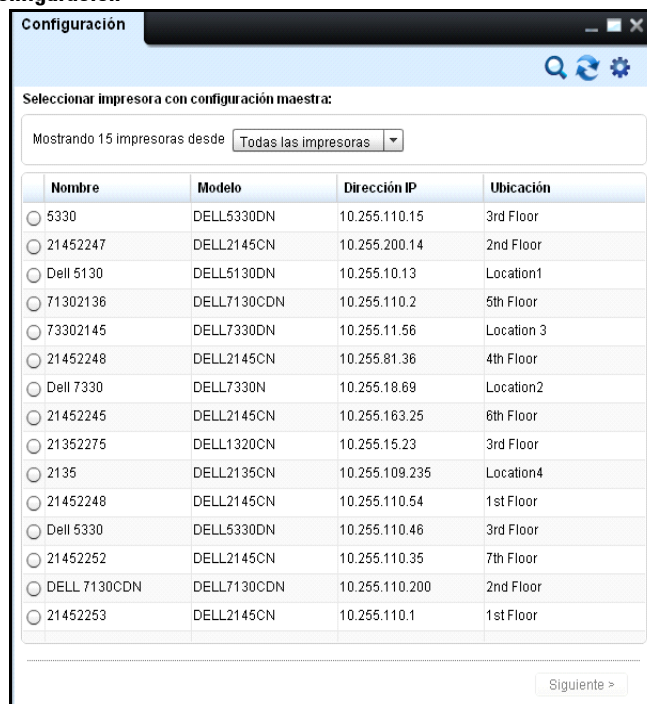 Configuración
Seleccionar impresora con configuración maestra:
Mostrando 15 impresoras desde Todas las impresoras
Nombre Modelo Dirección IP Ubicación
5330 DELL5330DN 10.255.110.15 3rd Floor
21452247 DELL2145CN 10.255.200.14 2nd Floor
Dell 5130 DELL5130DN 10.255.10.13 Location1
71302136 DELL7130CDN 10.255.110.2 5th Floor
73302145 DELL7330DN 10.255.11.56 Location 3
21452248 DELL2145CN 10.255.81.36 4th Floor
Dell 7330 DELL7330N 10.255.18.69 Location2
21452245 DELL2145CN 10.255.163.25 6th Floor
21352275 DELL1320CN 10.255.15.23 3rd Floor
2135 DELL2135CN 10.255.109.235 Location4
21452248 DELL2145CN 10.255.110.54 1st Floor
Dell 5330 DELL5330DN 10.255.110.46 3rd Floor
21452252 DELL2145CN 10.255.110.35 7th Floor
DELL 7130CDN DELL7130CDN 10.255.110.200 2nd Floor
21452253 DELL2145CN 10.255.110.1 1st Floor
Siguiente >